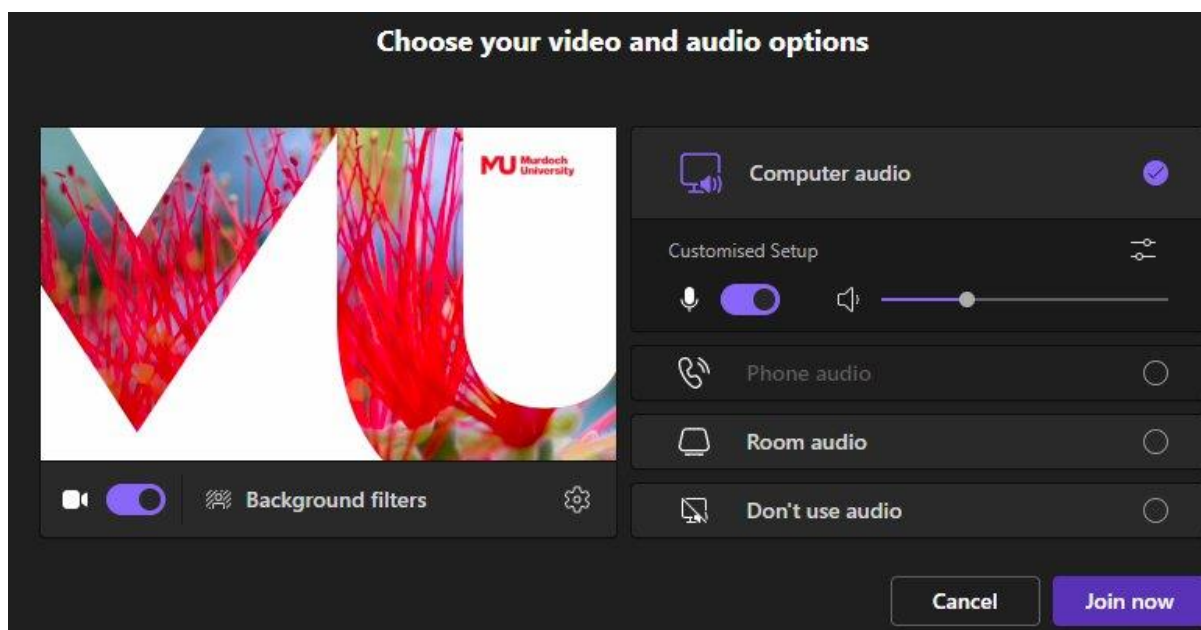 Choose your video and audio options
MU Murdoch
University
Computer audio
Customised Setup
Phone audio
Room audio
Background filters
Don't use audio
Cancel
Join now